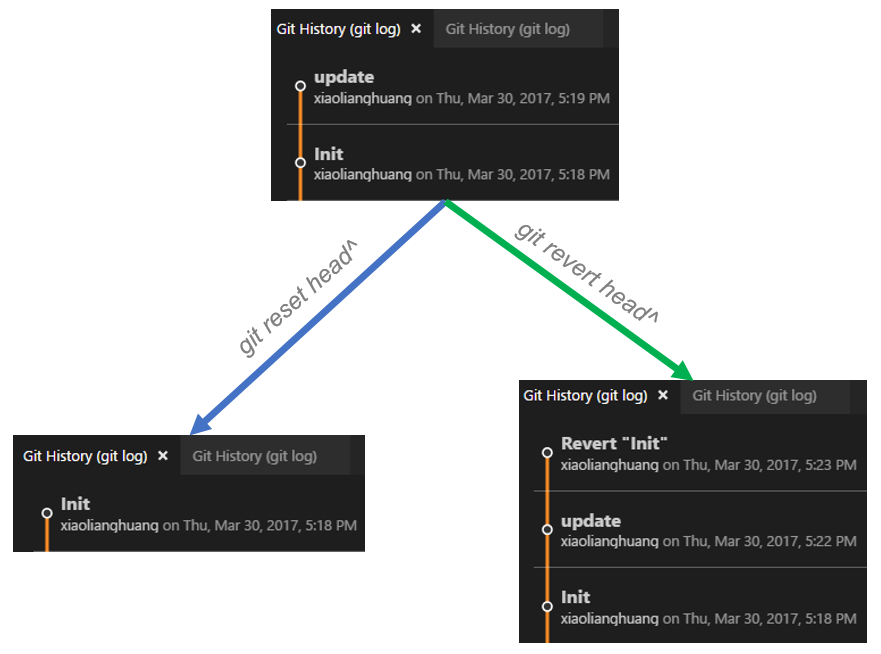 Git History (git log) × Git History (git log)
update
xiaolianghuang on Thu, Mar 30, 2017, 5:19 PM
Init
xiaolianghuang on Thu, Mar 30, 2017, 5:18 PM
git reset head^
git revert head^
Git History (git log) × Git History (git log)
Init
xiaolianghuang on Thu, Mar 30, 2017, 5:18 PM
Git History (git log) × Git History (git log)
Revert "Init"
xiaolianghuang on Thu, Mar 30, 2017, 5:23 PM
update
xiaolianghuang on Thu, Mar 30, 2017, 5:22 PM
Init
xiaolianghuang on Thu, Mar 30, 2017, 5:18 PM